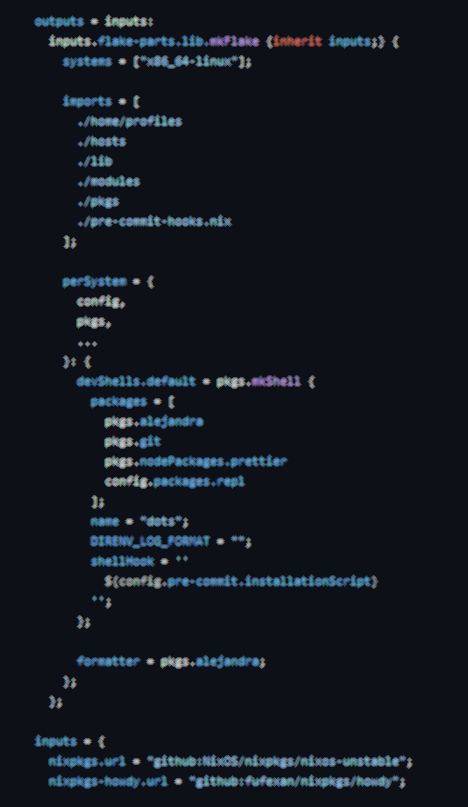 outputs = inputs:
inputs.flake-parts.lib.mkFlake {inherit inputs;} {
systems = ["x86_64-linux"];
imports = [
./home/profiles
./hosts
./lib
./modules
./pkgs
./pre-commit-hooks.nix
];
perSystem = {
config,
pkgs,
...
}: {
devShells.default = pkgs.mkShell {
packages = [
pkgs.alejandra
pkgs.git
pkgs.nodePackages.prettier
config.packages.repl
];
name = "dots";
DIRENV_LOG_FORMAT = "";
shellHook = ''
${config.pre-commit.installationScript}
'';
};
formatter = pkgs.alejandra;
};
};
inputs = {
nixpkgs.url = "github:NixOS/nixpkgs/nixos-unstable";
nixpkgs-howdy.url = "github:fufexan/nixpkgs/howdy";